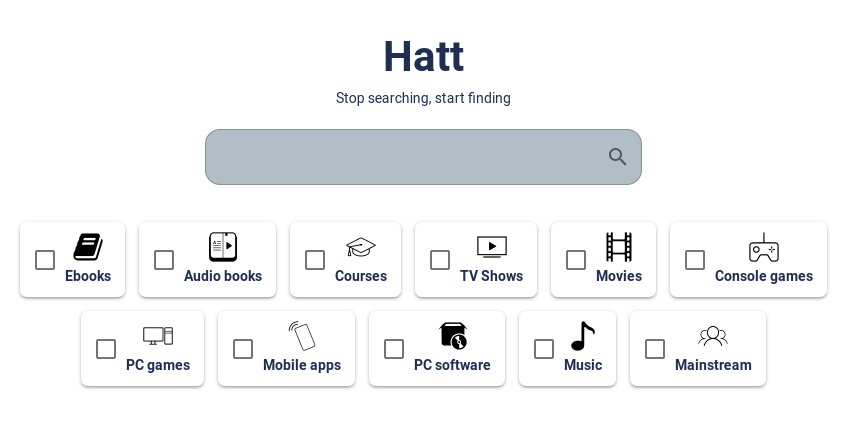 Hatt
Stop searching, start finding
Ebooks
Audio books
Courses
TV Shows
Movies
Console games
PC games
Mobile apps
PC software
Music
Mainstream